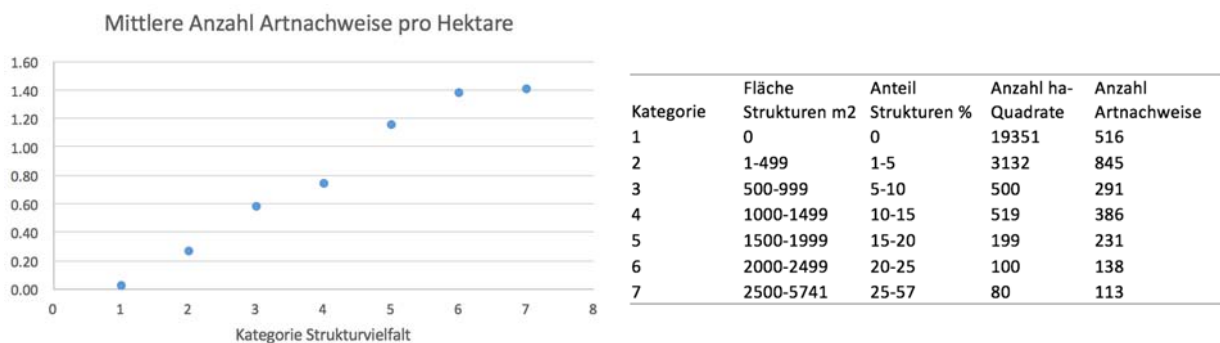 Mittlere Anzahl Artnachweise pro Hektare
1.60
1.40
1.20
1.00
0.80
0.60
0.40
0.20
0.00
0 1 2 3 4 5 6 7 8
Kategorie Strukturvielfalt
Fläche Anteil Anzahl ha- Anzahl
Kategorie Strukturen m2 Strukturen % Quadrate Artnachweise
1 0 0 19351 516
2 1-499 1-5 3132 845
3 500-999 5-10 500 291
4 1000-1499 10-15 519 386
5 1500-1999 15-20 199 231
6 2000-2499 20-25 100 138
7 2500-5741 25-57 80 113